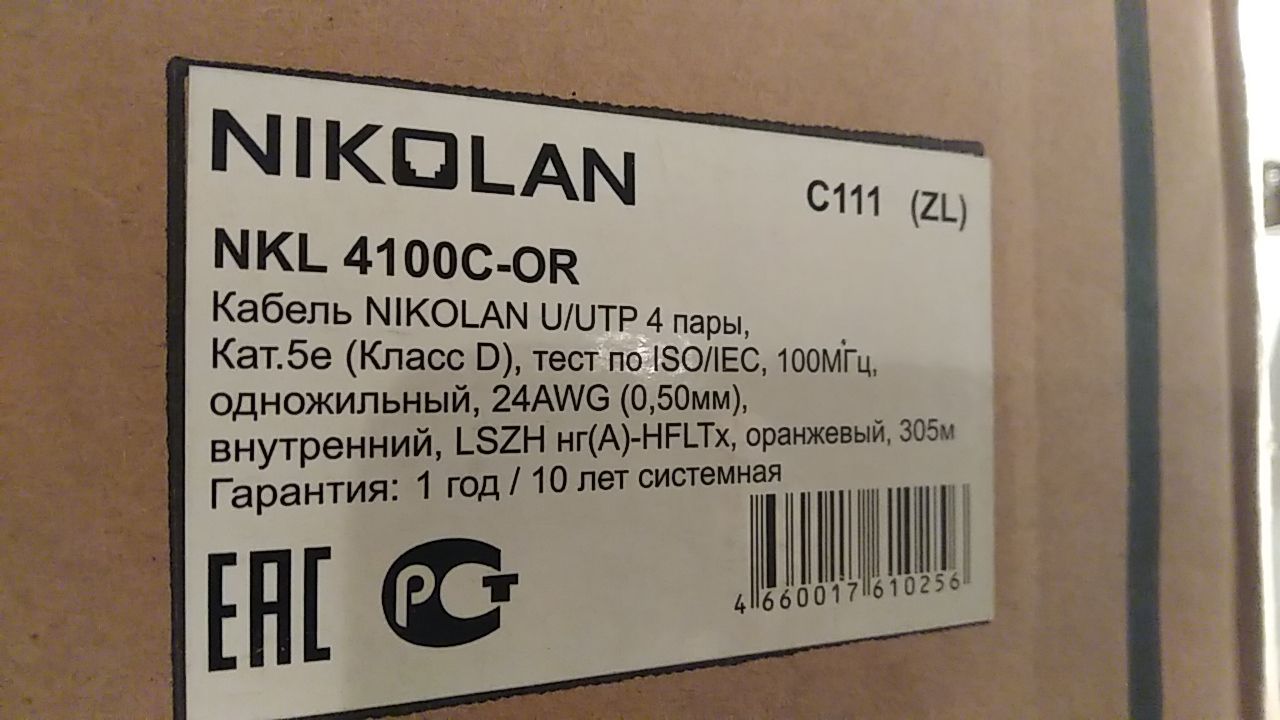 NIKOLAN
C111 (ZL)
NKL 4100C-OR
Кабель NIKOLAN U/UTP 4 пары,
Кат.5е (Класс D), тест по ISO/IEC, 100МГц,
одножильный, 24AWG (0,50мм),
внутренний, LSZH нг(А)-HFLTx, оранжевый, 305м
Гарантия: 1 год / 10 лет системная
ЕАС
РСТ
4 660017 610256